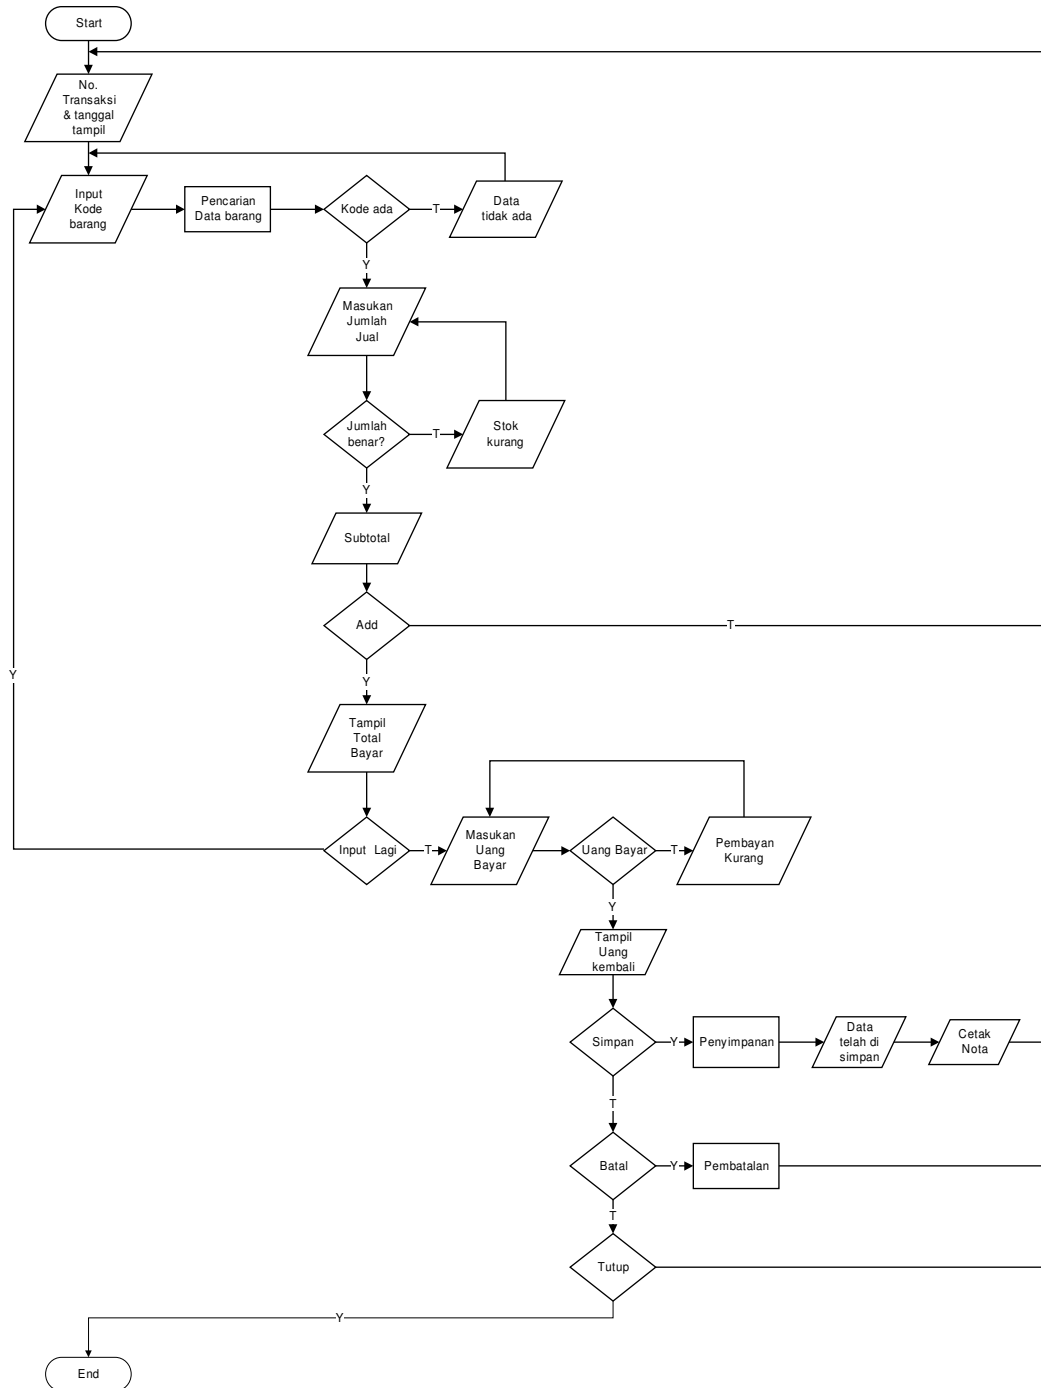 Start
No.
Transaksi
& tanggal
tampil
Input
Kode
barang
Pencarian
Data barang
Kode ada
T
Data
tidak ada
Y
Masukan
Jumlah
Jual
Jumlah
benar?
T
Stok
kurang
Y
Subtotal
Add
T
Y
Y
Tampil
Total
Bayar
Input Lagi
T
Masukan
Uang
Bayar
Uang Bayar
T
Pembayan
Kurang
Y
Tampil
Uang
kembali
Simpan
Y
Penyimpanan
Data
telah di
simpan
Cetak
Nota
T
Batal
Y
Pembatalan
T
Tutup
Y
End